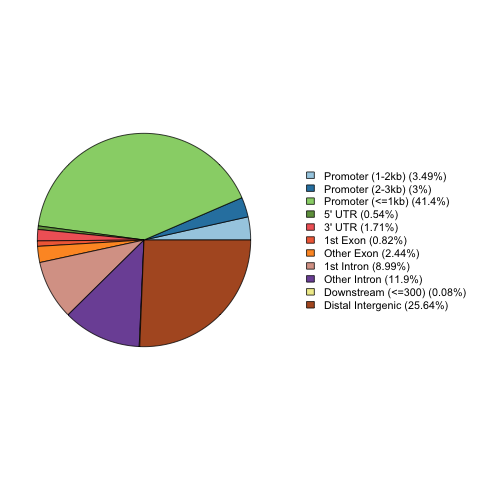 Promoter (1-2kb) (3.49%)
Promoter (2-3kb) (3%)
Promoter (<=1kb) (41.4%)
5' UTR (0.54%)
3' UTR (1.71%)
1st Exon (0.82%)
Other Exon (2.44%)
1st Intron (8.99%)
Other Intron (11.9%)
Downstream (<=300) (0.08%)
Distal Intergenic (25.64%)